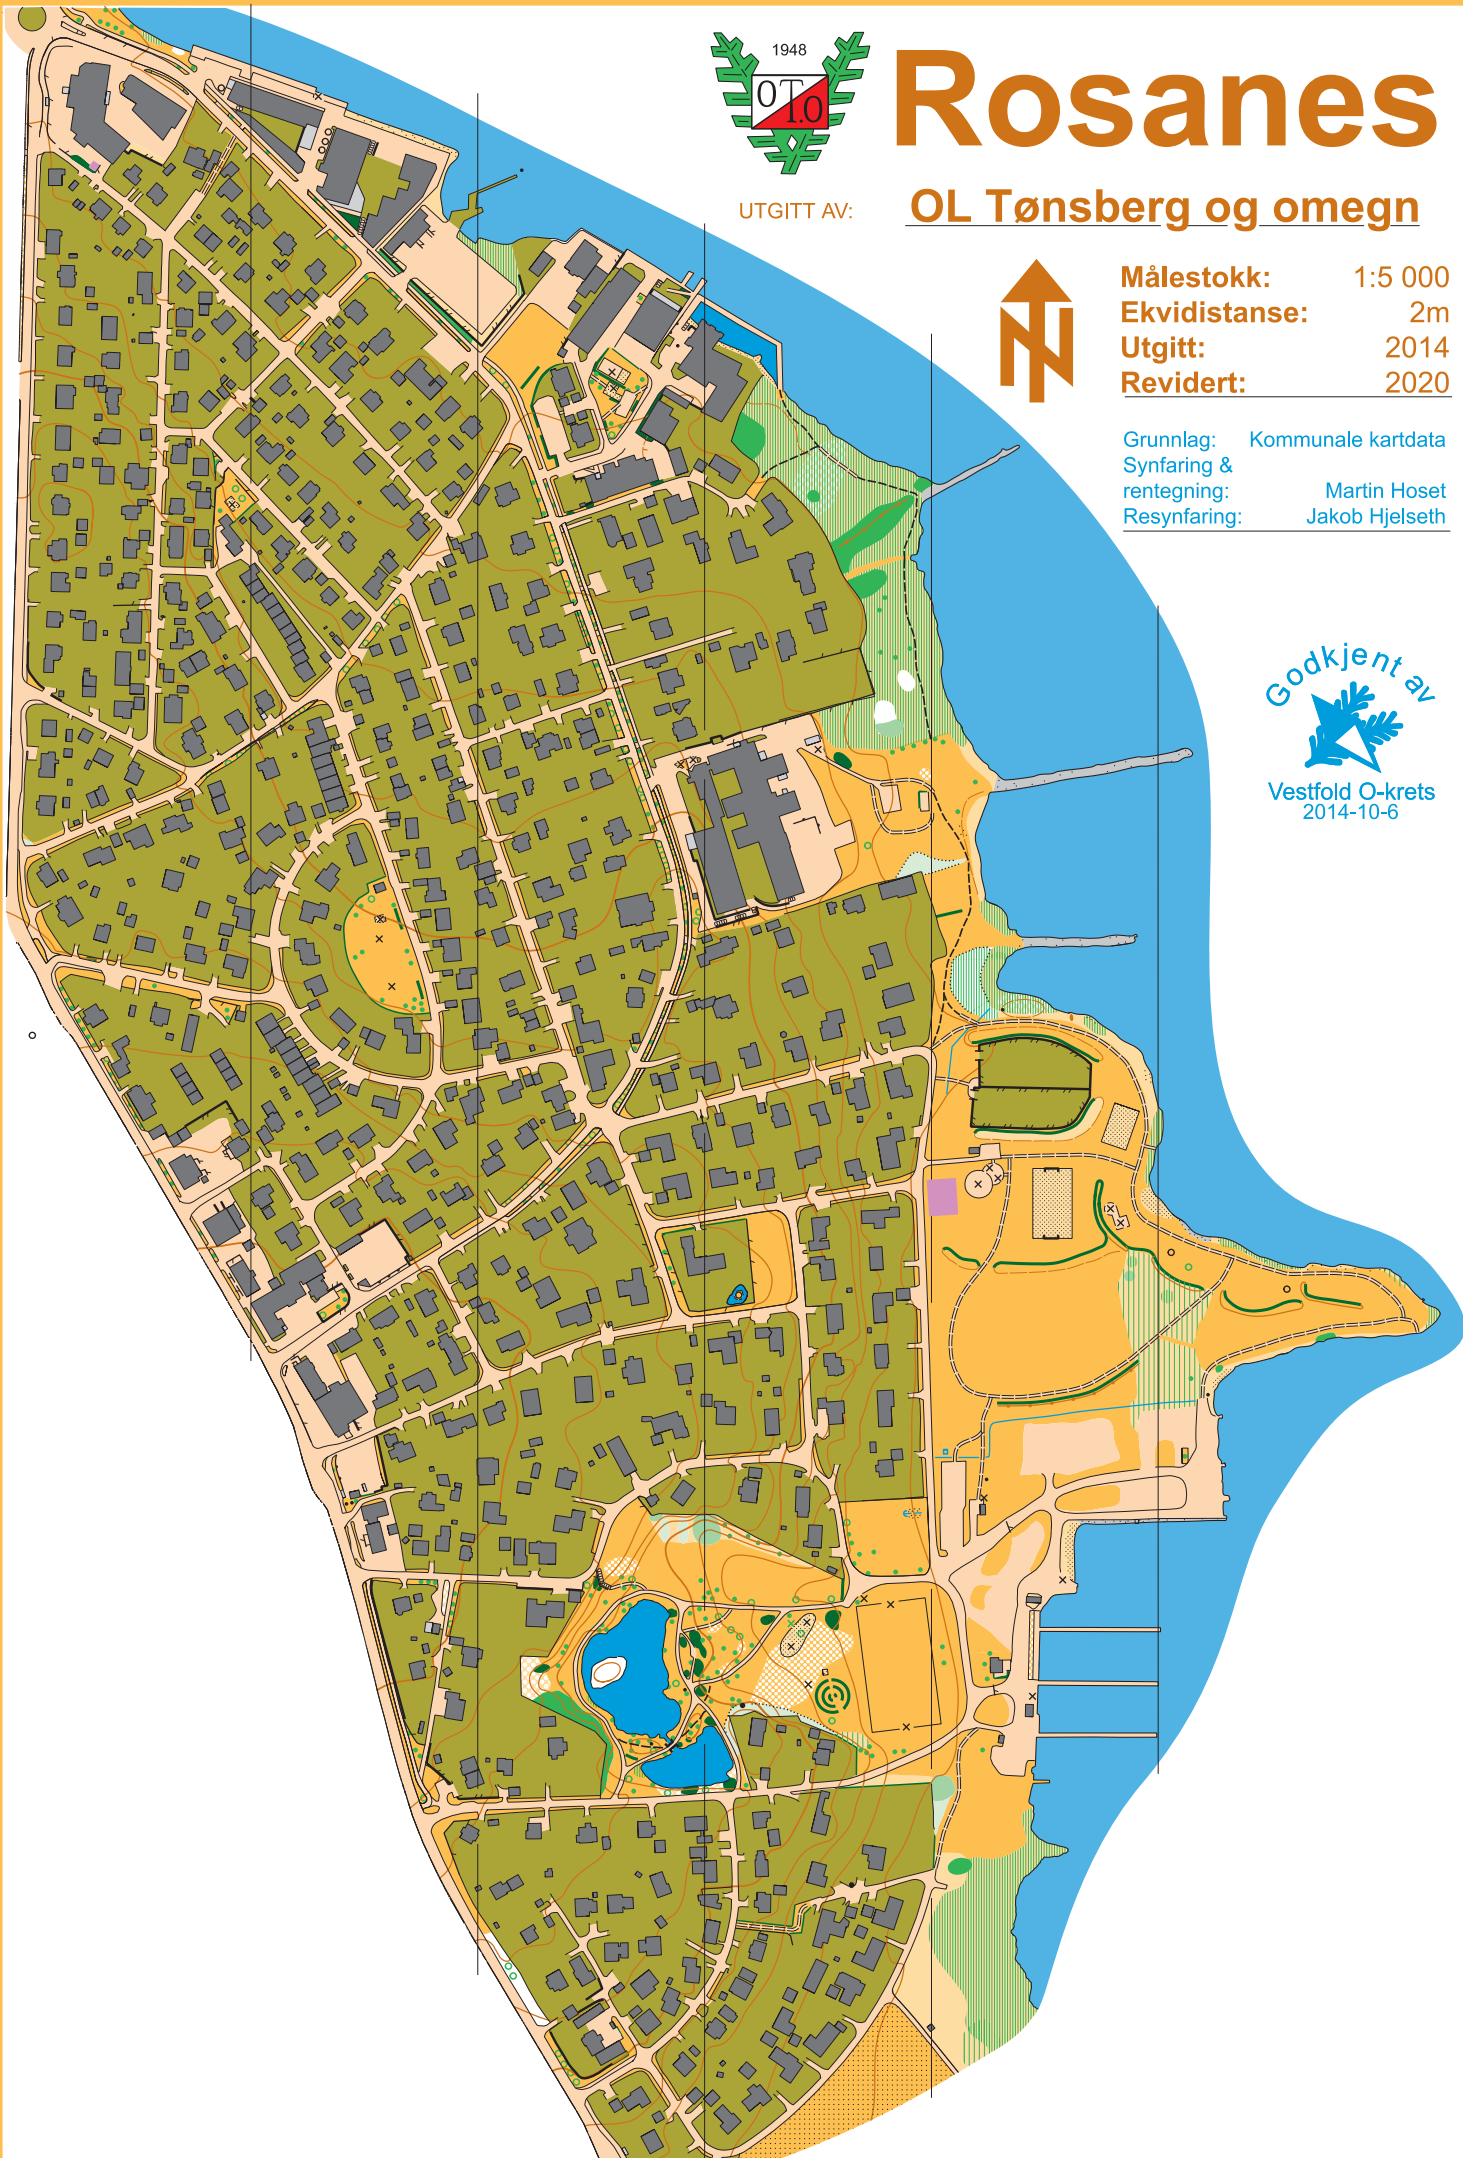 1948
OTO
T.O
Rosanes
UTGITT AV: OL Tønsberg og omegn
Målestokk: 1:5 000
Ekvidistanse: 2m
Utgitt: 2014
Revidert: 2020
Grunnlag: Kommunale kartdata
Synfaring &
rentegning: Martin Hoset
Resynfaring: Jakob Hjelseth
Godkjent av
Vestfold O-krets
2014-10-6